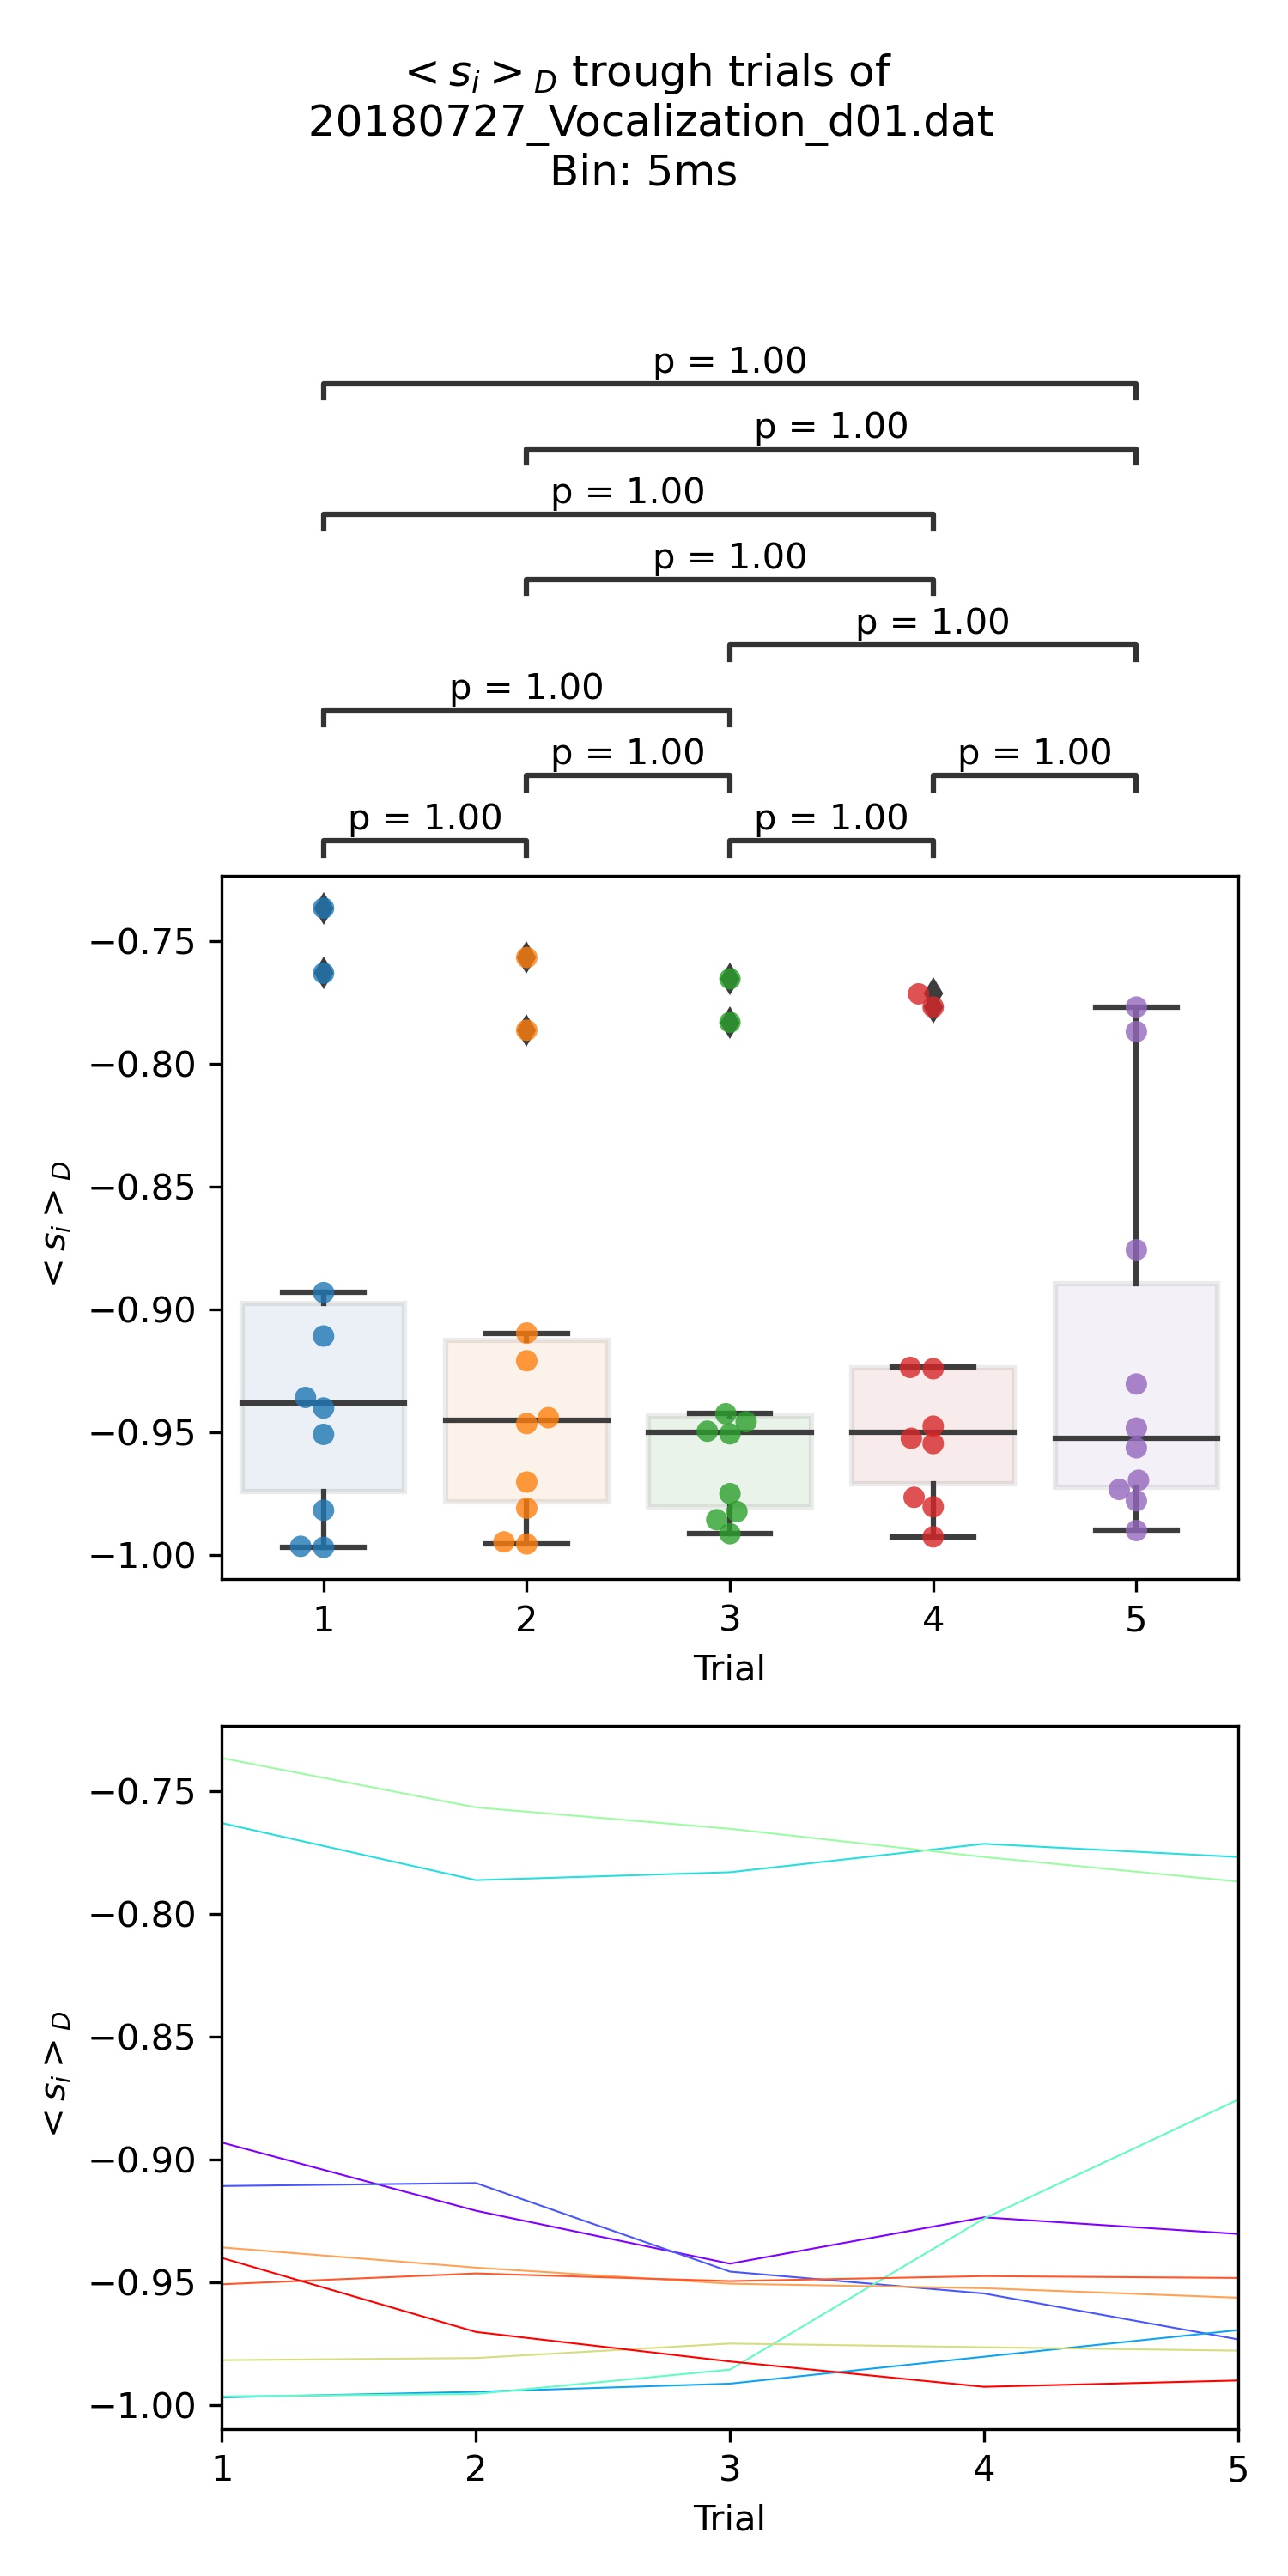 < s_i >_D trough trials of
20180727_Vocalization_d01.dat
Bin: 5ms
p = 1.00
p = 1.00
p = 1.00
p = 1.00
p = 1.00
p = 1.00
p = 1.00 p = 1.00
p = 1.00 p = 1.00
−0.75
−0.80
−0.85
−0.90
−0.95
−1.00
< s_i >_D
1 2 3 4 5
Trial
−0.75
−0.80
−0.85
−0.90
−0.95
−1.00
< s_i >_D
1 2 3 4 5
Trial